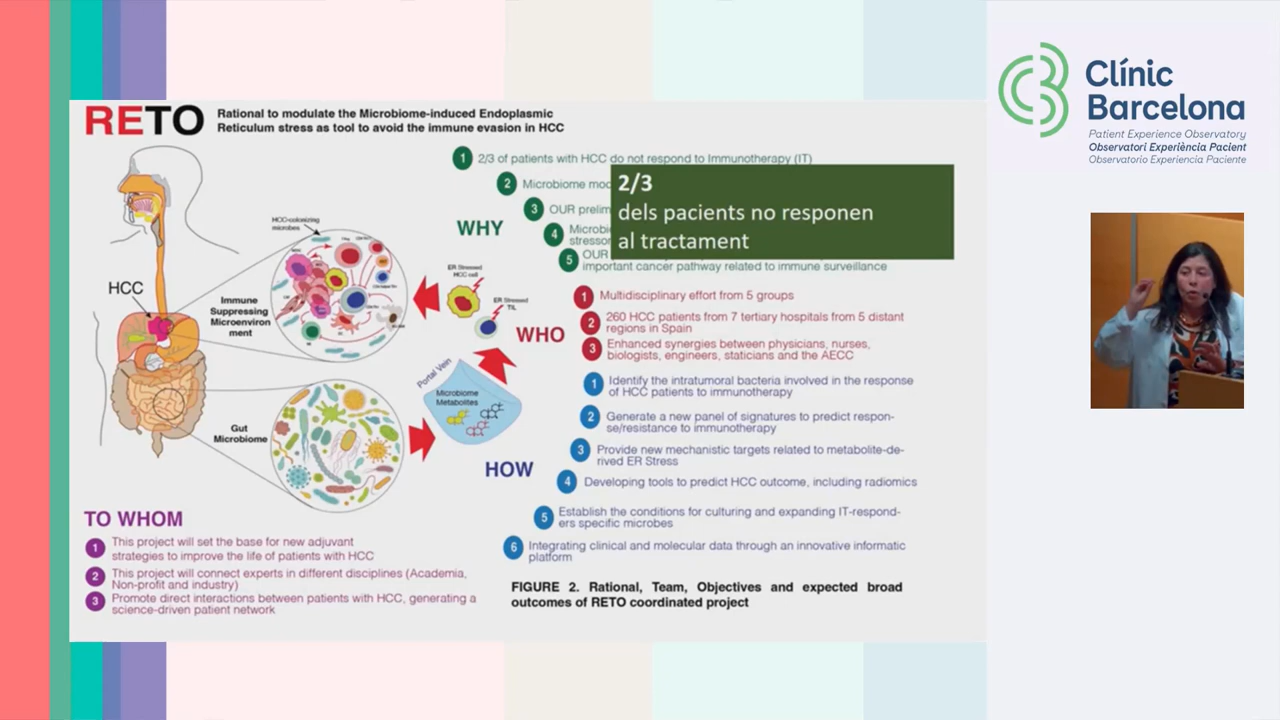 RETO
Rational to modulate the Microbiome-induced Endoplasmic
Reticulum stress as tool to avoid the immune evasion in HCC
Clínic
Barcelona
Patient Experience Observatory
Observatori Experiència Pacient
Observatorio Experiencia Paciente
WHY
1 2/3 of patients with HCC do not respond to Immunotherapy (IT)
2 Microbiome
3 OUR
4
stressor
5 OUR
important cancer pathway related to immune surveillance
2/3
dels pacients no responen
al tractament
HCC-colonizing
microbes
HCC
Immune
Suppressing
Microenviron
ment
ER Stressed
HCC cell
ER Stressed
TIL
Portal Vein
Microbiome
Metabolites
Gut
Microbiome
WHO
1 Multidisciplinary effort from 5 groups
2 260 HCC patients from 7 tertiary hospitals from 5 distant
regions in Spain
3 Enhanced synergies between physicians, nurses,
biologists, engineers, staticians and the AECC
HOW
1 Identify the intratumoral bacteria involved in the response
of HCC patients to immunotherapy
2 Generate a new panel of signatures to predict respon-
se/resistance to immunotherapy
3 Provide new mechanistic targets related to metabolite-de-
rived ER Stress
4 Developing tools to predict HCC outcome, including radiomics
5 Establish the conditions for culturing and expanding IT-respond-
ers specific microbes
6 Integrating clinical and molecular data through an innovative informatic
platform
TO WHOM
1 This project will set the base for new adjuvant
strategies to improve the life of patients with HCC
2 This project will connect experts in different disciplines (Academia,
Non-profit and industry)
3 Promote direct interactions between patients with HCC, generating a
science-driven patient network
FIGURE 2. Rational, Team, Objectives and expected broad
outcomes of RETO coordinated project